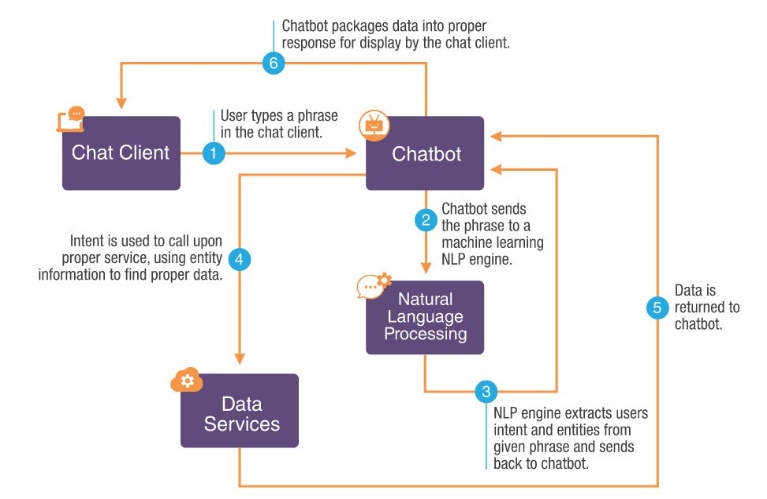 Chatbot packages data into proper
response for display by the chat client.
6
User types a phrase
in the chat client.
Chat Client
1
Chatbot
Chatbot sends
the phrase to a
machine learning
NLP engine.
2
Intent is used to call upon
proper service, using entity
information to find proper data.
4
Natural
Language
Processing
Data is
returned to
chatbot.
5
Data
Services
3
NLP engine extracts users
intent and entities from
given phrase and sends
back to chatbot.